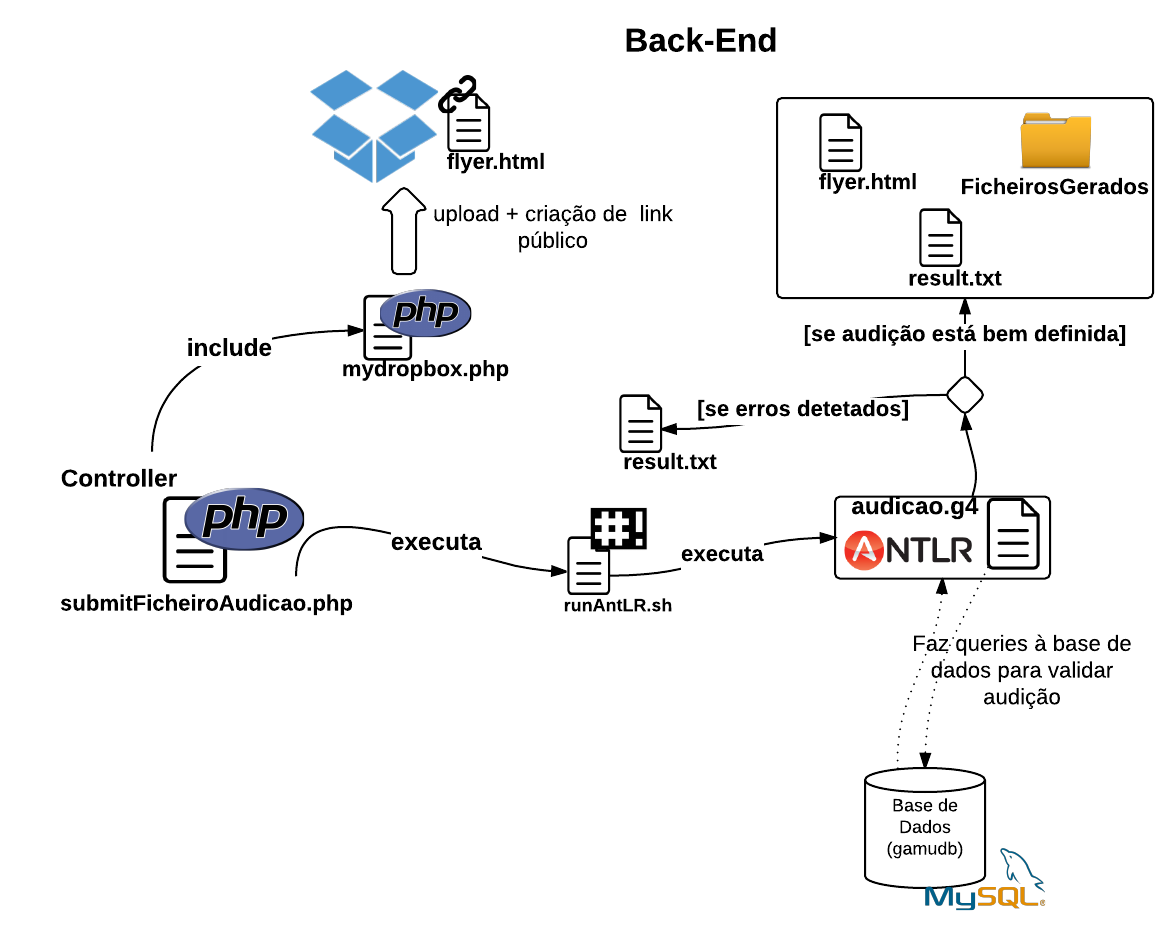 Back-End
flyer.html
upload + criação de link
público
php
mydropbox.php
include
Controller
php
submitFicheiroAudicao.php
executa
runAntLR.sh
executa
audicao.g4
ANTLR
[se erros detetados]
result.txt
[se audição está bem definida]
flyer.html
FicheirosGerados
result.txt
Faz queries à base de
dados para validar
audição
Base de
Dados
(gamudb)
MySQL®